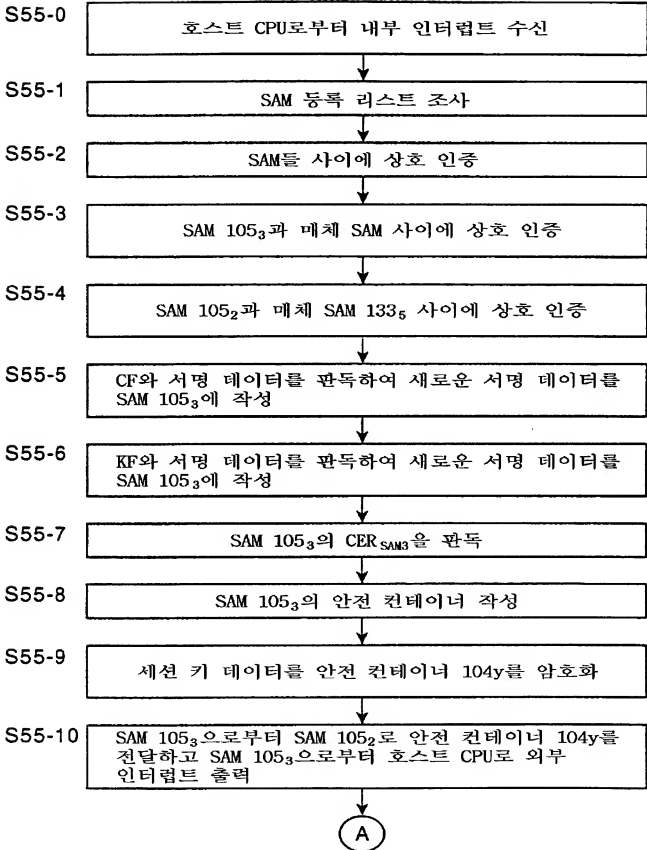 S55-0
호스트 CPU로부터 내부 인터럽트 수신
S55-1
SAM 등록 리스트 조사
S55-2
SAM들 사이에 상호 인증
S55-3
SAM 105₃과 매체 SAM 사이에 상호 인증
S55-4
SAM 105₂과 매체 SAM 133₅ 사이에 상호 인증
S55-5
CF와 서명 데이터를 판독하여 새로운 서명 데이터를
SAM 105₃에 작성
S55-6
KF와 서명 데이터를 판독하여 새로운 서명 데이터를
SAM 105₃에 작성
S55-7
SAM 105₃의 CER SAM3을 판독
S55-8
SAM 105₃의 안전 컨테이너 작성
S55-9
세션 키 데이터를 안전 컨테이너 104y를 암호화
S55-10
SAM 105₃으로부터 SAM 105₂로 안전 컨테이너 104y를
전달하고 SAM 105₃으로부터 호스트 CPU로 외부
인터럽트 출력
A